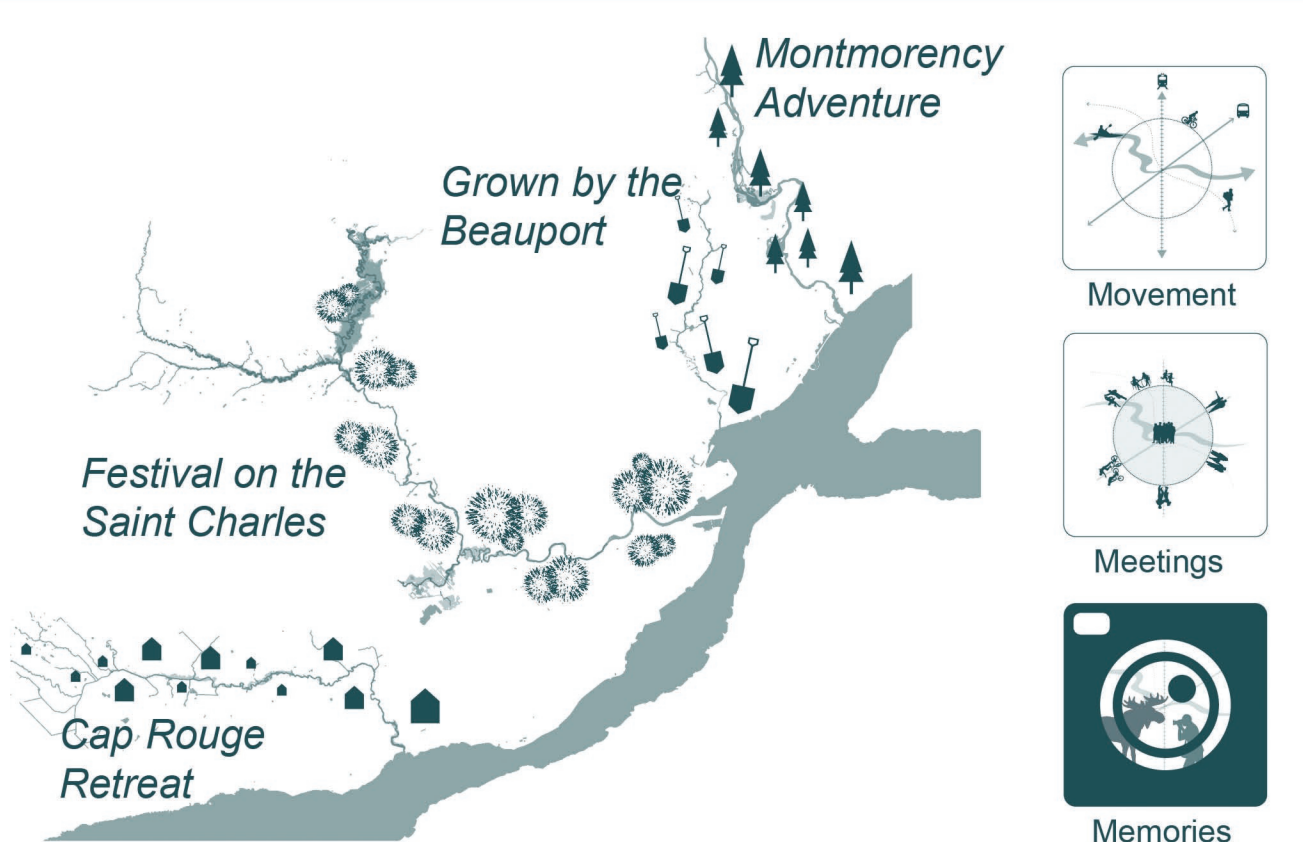 Montmorency
Adventure
Grown by the
Beauport
Festival on the
Saint Charles
Cap Rouge
Retreat
Movement
Meetings
Memories